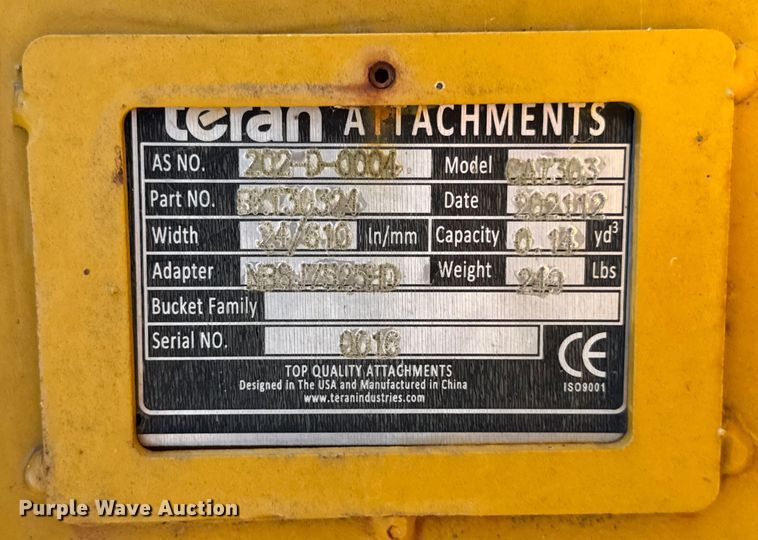 teran ATTACHMENTS
AS NO. 202-D-0004 Model CAT303
Part NO. Date 202112
Width 24/610 In/mm Capacity 0.14 yd³
Adapter Weight Lbs
Bucket Family
Serial NO. 0016
TOP QUALITY ATTACHMENTS
Designed in The USA and Manufactured in China
www.teranindustries.com
CE
ISO9001
Purple Wave Auction